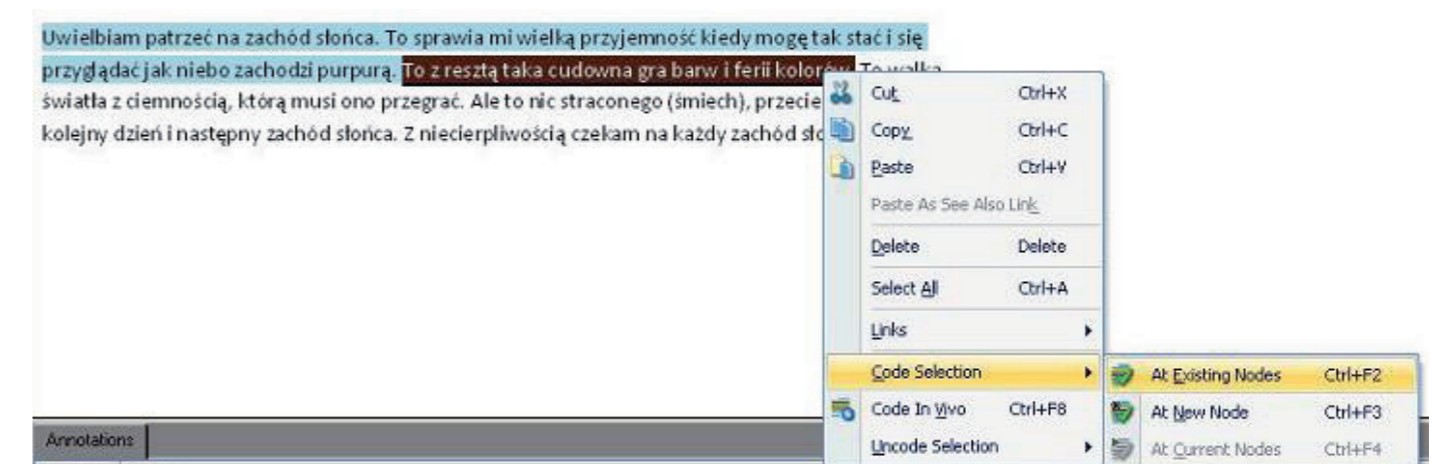 Uwielbiam patrzeć na zachód słońca. To sprawia mi wielką przyjemność kiedy mogę tak stać i się
przyglądać jak niebo zachodzi purpurą. To z resztą taka cudowna gra barw i ferii kolorów. To walka
światła z ciemnością, którą musi ono przegrać. Ale to nic straconego (śmiech), przecie
kolejny dzień i następny zachód słońca. Z niecierpliwością czekam na każdy zachód sło
Cut Ctrl+X
Copy Ctrl+C
Paste Ctrl+V
Paste As See Also Link
Delete Delete
Select All Ctrl+A
Links
Code Selection
At Existing Nodes Ctrl+F2
Code In Vivo Ctrl+F8
At New Node Ctrl+F3
Uncode Selection
At Current Nodes Ctrl+F4
Annotations